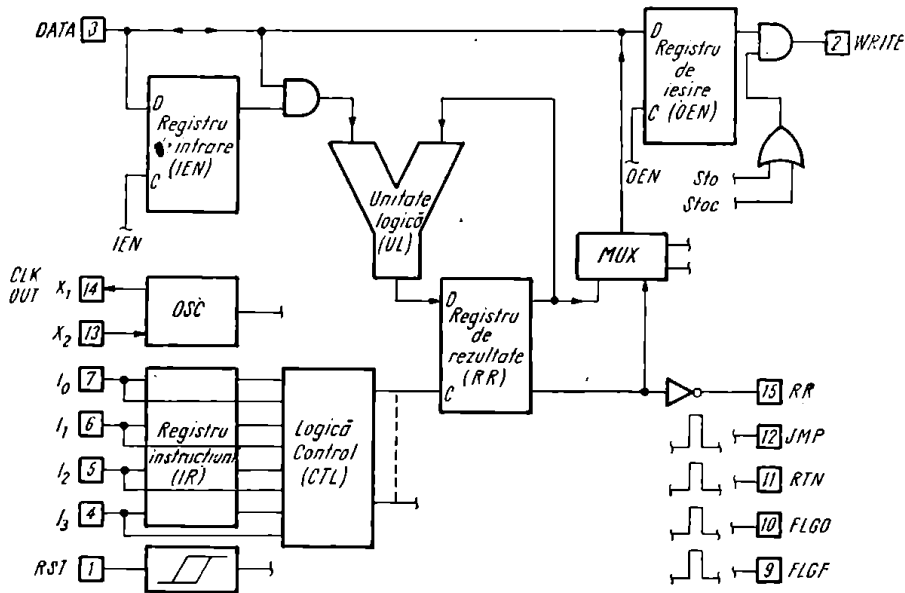 DATA 3
D
Registru
intrare
(IEN)
C
IEN
Unitate
logică
(UL)
D
Registru
de
iesire
(OEN)
C
OEN
2 WRITE
Sto
Stoc
MUX
CLK
OUT
X1 14
X2 13
OSC
D
Registru
de
rezultate
(RR)
C
I0 7
I1 6
I2 5
I3 4
Registru
instructiuni
(IR)
Logică
Control
(CTL)
RST 1
15 RR
12 JMP
11 RTN
10 FLGO
9 FLGF